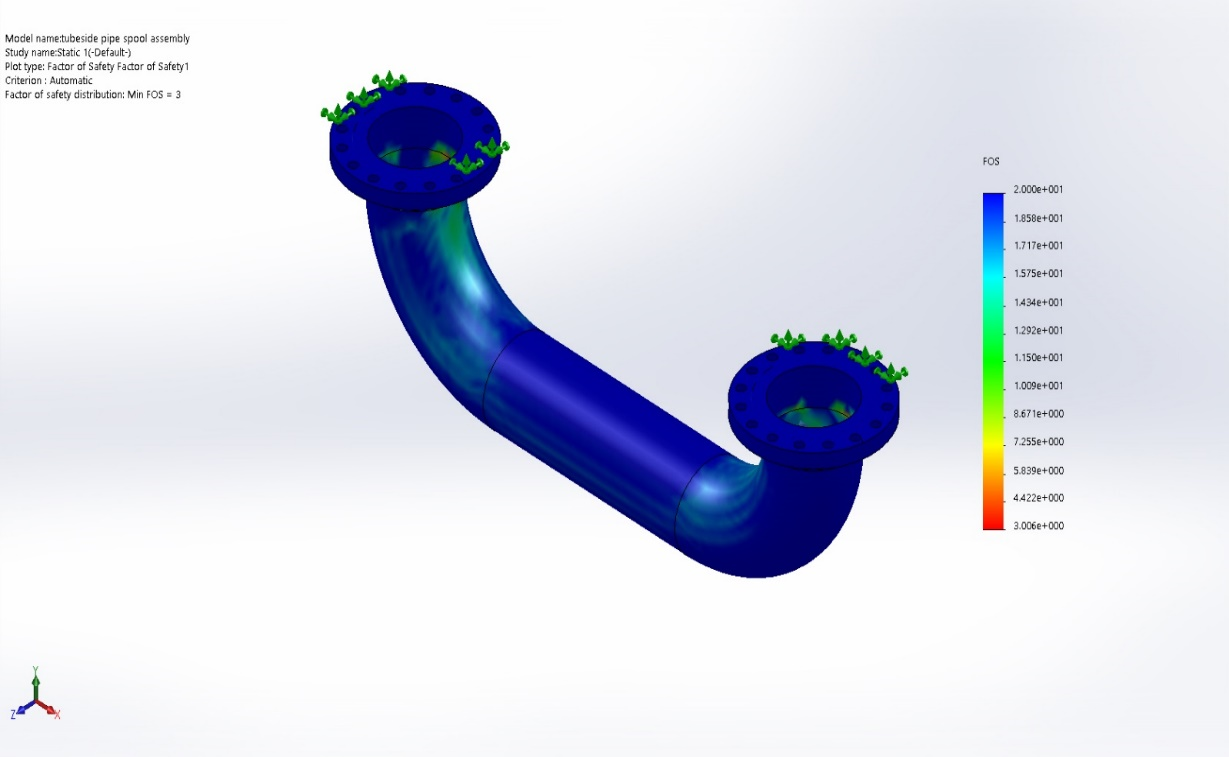 Model name:tubeside pipe spool assembly
Study name:Static 1(-Default-)
Plot type: Factor of Safety Factor of Safety1
Criterion : Automatic
Factor of safety distribution: Min FOS = 3
FOS
2.000e+001
1.858e+001
1.717e+001
1.575e+001
1.434e+001
1.292e+001
1.150e+001
1.009e+001
8.671e+000
7.255e+000
5.839e+000
4.422e+000
3.006e+000
Y
Z
X